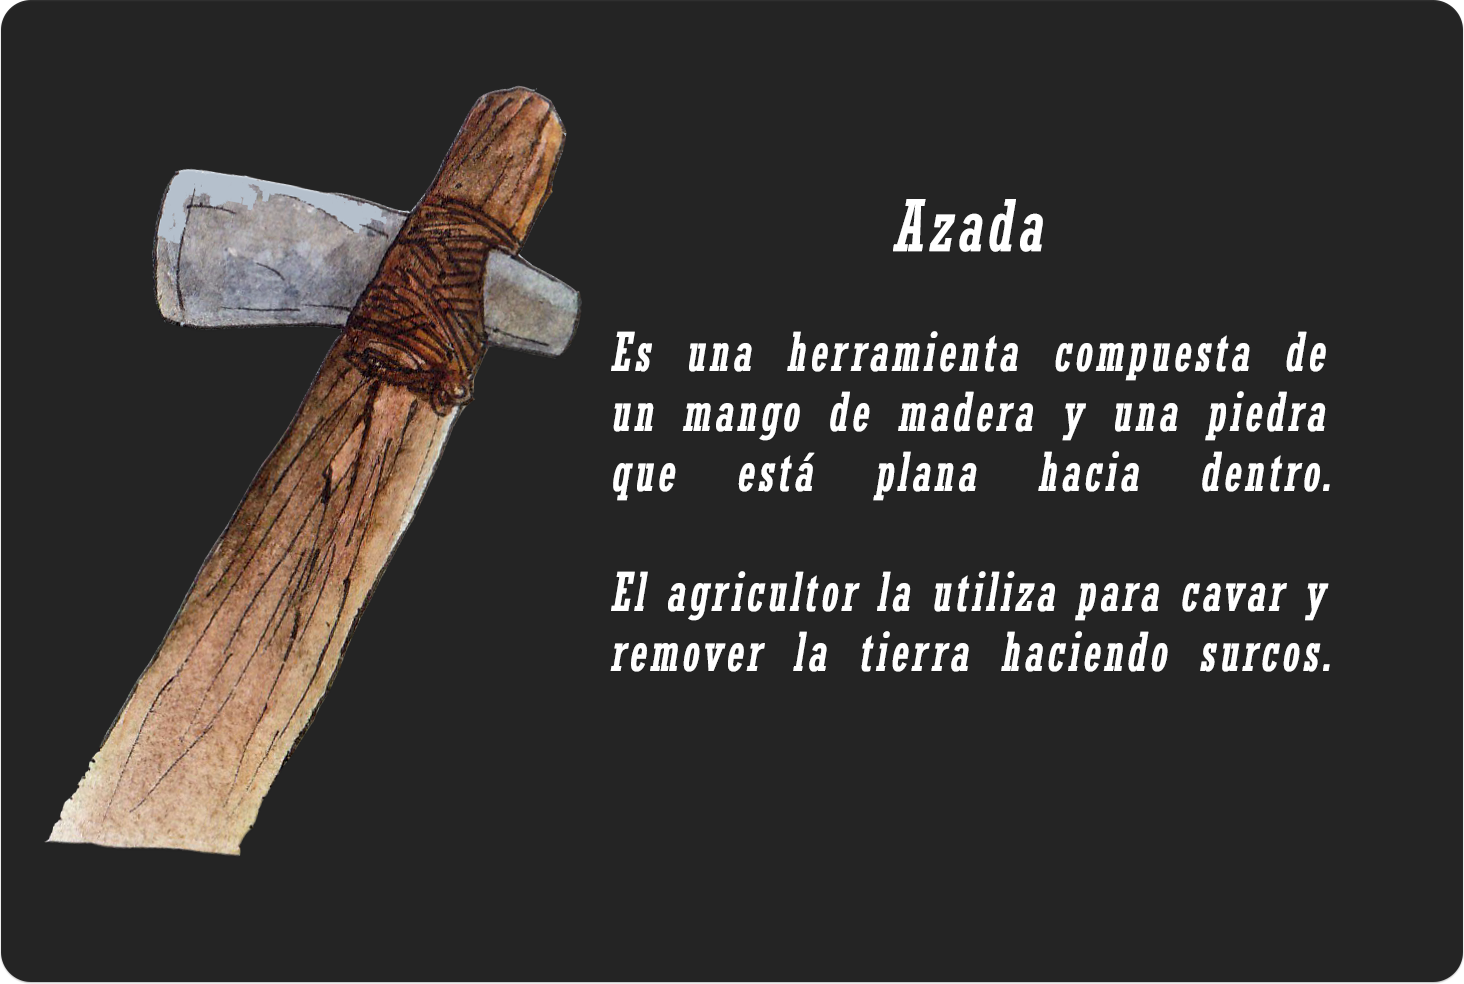 Azada
Es una herramienta compuesta de
un mango de madera y una piedra
que está plana hacia dentro.
El agricultor la utiliza para cavar y
remover la tierra haciendo surcos.